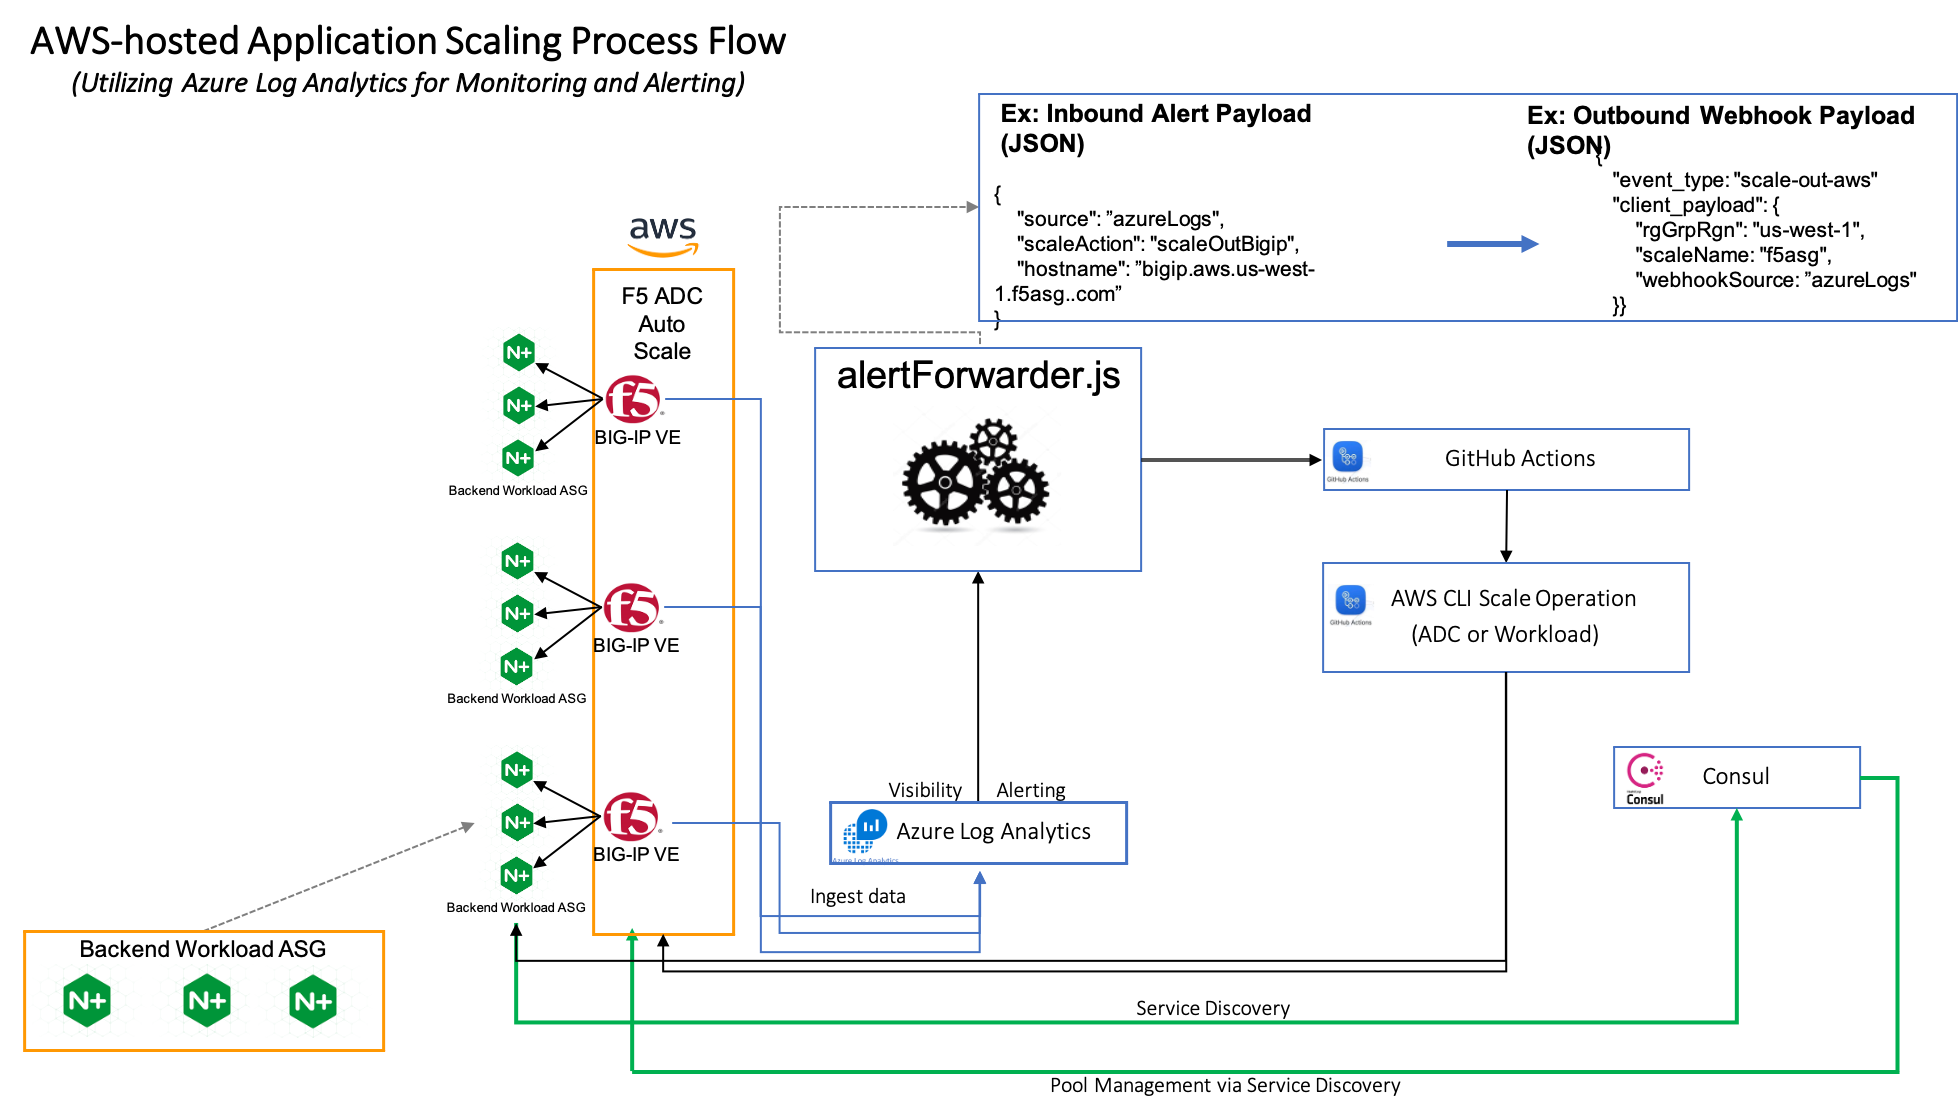 AWS-hosted Application Scaling Process Flow
(Utilizing Azure Log Analytics for Monitoring and Alerting)
Ex: Inbound Alert Payload
(JSON)
{
"source": ”azureLogs",
"scaleAction": "scaleOutBigip",
"hostname": ”bigip.aws.us-west-
1.f5asg..com”
}
Ex: Outbound Webhook Payload
(JSON)
{
"event_type: "scale-out-aws"
"client_payload": {
"rgGrpRgn": "us-west-1",
"scaleName: "f5asg",
"webhookSource: ”azureLogs"
}}
aws
F5 ADC
Auto
Scale
N+
N+
N+
f5
BIG-IP VE
Backend Workload ASG
N+
N+
N+
f5
BIG-IP VE
Backend Workload ASG
N+
N+
N+
f5
BIG-IP VE
Backend Workload ASG
alertForwarder.js
GitHub Actions
GitHub Actions
AWS CLI Scale Operation
(ADC or Workload)
GitHub Actions
Visibility
Alerting
Azure Log Analytics
Azure Log Analytics
Ingest data
Consul
Consul
Backend Workload ASG
N+
N+
N+
Service Discovery
Pool Management via Service Discovery